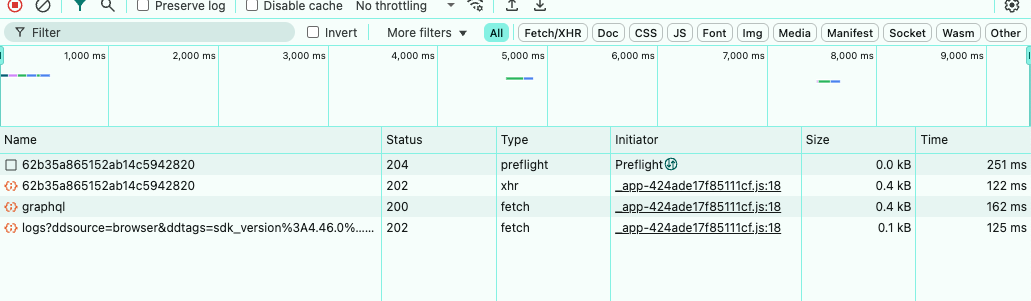 Preserve log Disable cache No throttling
Filter Invert More filters All Fetch/XHR Doc CSS JS Font Img Media Manifest Socket Wasm Other
1,000 ms 2,000 ms 3,000 ms 4,000 ms 5,000 ms 6,000 ms 7,000 ms 8,000 ms 9,000 ms
Name Status Type Initiator Size Time
62b35a865152ab14c5942820 204 preflight Preflight 0.0 kB 251 ms
62b35a865152ab14c5942820 202 xhr _app-424ade17f85111cf.js:18 0.4 kB 122 ms
graphql 200 fetch _app-424ade17f85111cf.js:18 0.4 kB 162 ms
logs?ddsource=browser&ddtags=sdk_version%3A4.46.0%...... 202 fetch _app-424ade17f85111cf.js:18 0.1 kB 125 ms